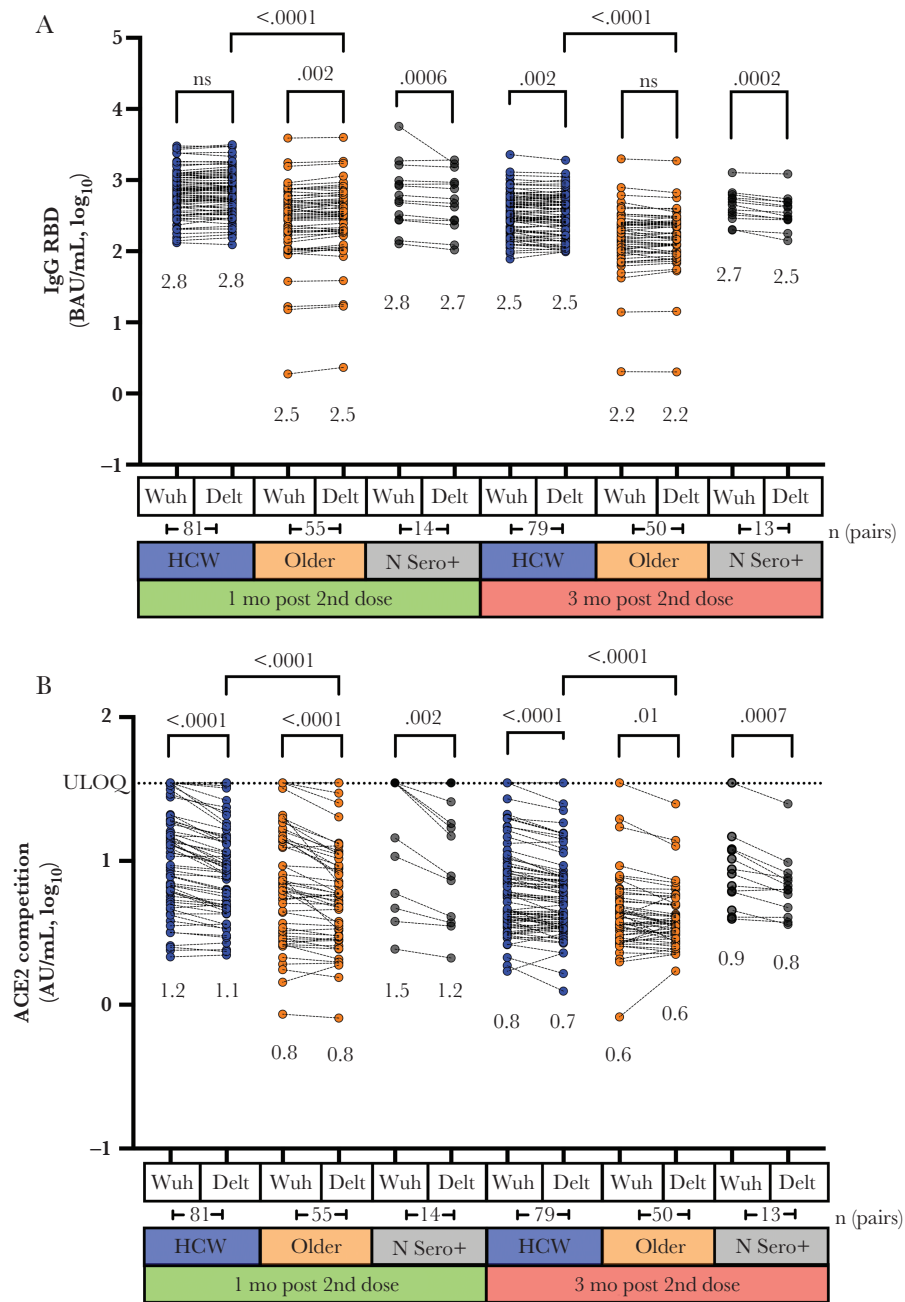 A
<.0001
<.0001
5
ns
.002
.0006
.002
ns
.0002
4
3
2
1
0
−1
IgG RBD
(BAU/mL, log10)
2.8 2.8 2.8 2.7 2.5 2.5 2.7 2.5
2.5 2.5 2.2 2.2
Wuh Delt Wuh Delt Wuh Delt Wuh Delt Wuh Delt Wuh Delt
81 55 14 79 50 13 n (pairs)
HCW Older N Sero+ HCW Older N Sero+
1 mo post 2nd dose 3 mo post 2nd dose
B
<.0001
<.0001
2
<.0001
<.0001
.002
<.0001
.01
.0007
ULOQ
1
0
−1
ACE2 competition
(AU/mL, log10)
1.2 1.1 1.5 1.2 0.8 0.7 0.6 0.9 0.8
0.8 0.8 0.6
Wuh Delt Wuh Delt Wuh Delt Wuh Delt Wuh Delt Wuh Delt
81 55 14 79 50 13 n (pairs)
HCW Older N Sero+ HCW Older N Sero+
1 mo post 2nd dose 3 mo post 2nd dose